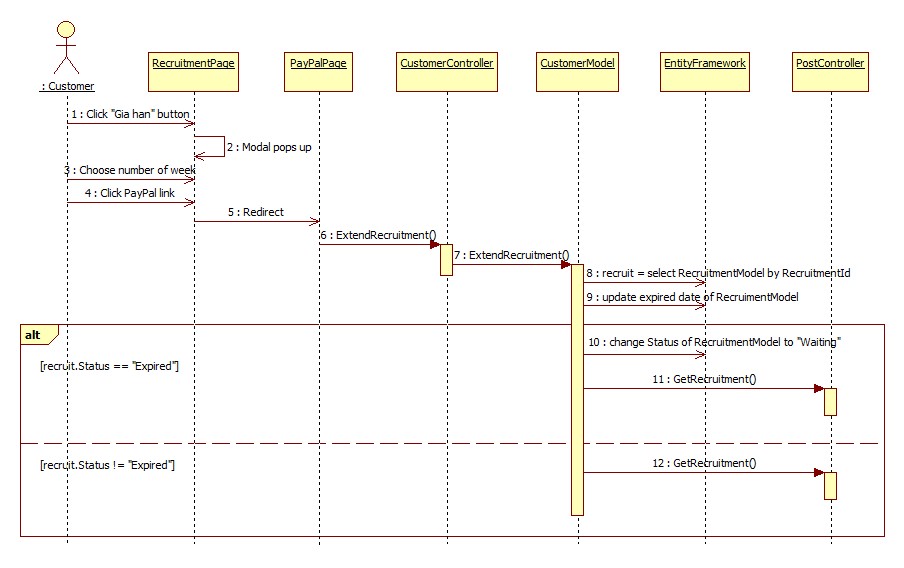 : Customer
RecruitmentPage
PayPalPage
CustomerController
CustomerModel
EntityFramework
PostController
1 : Click "Gia han" button
2 : Modal pops up
3 : Choose number of week
4 : Click PayPal link
5 : Redirect
6 : ExtendRecruitment()
7 : ExtendRecruitment()
8 : recruit = select RecruitmentModel by RecruitmentId
9 : update expired date of RecruimentModel
alt
10 : change Status of RecruitmentModel to "Waiting"
[recruit.Status == "Expired"]
11 : GetRecruitment()
[recruit.Status != "Expired"]
12 : GetRecruitment()